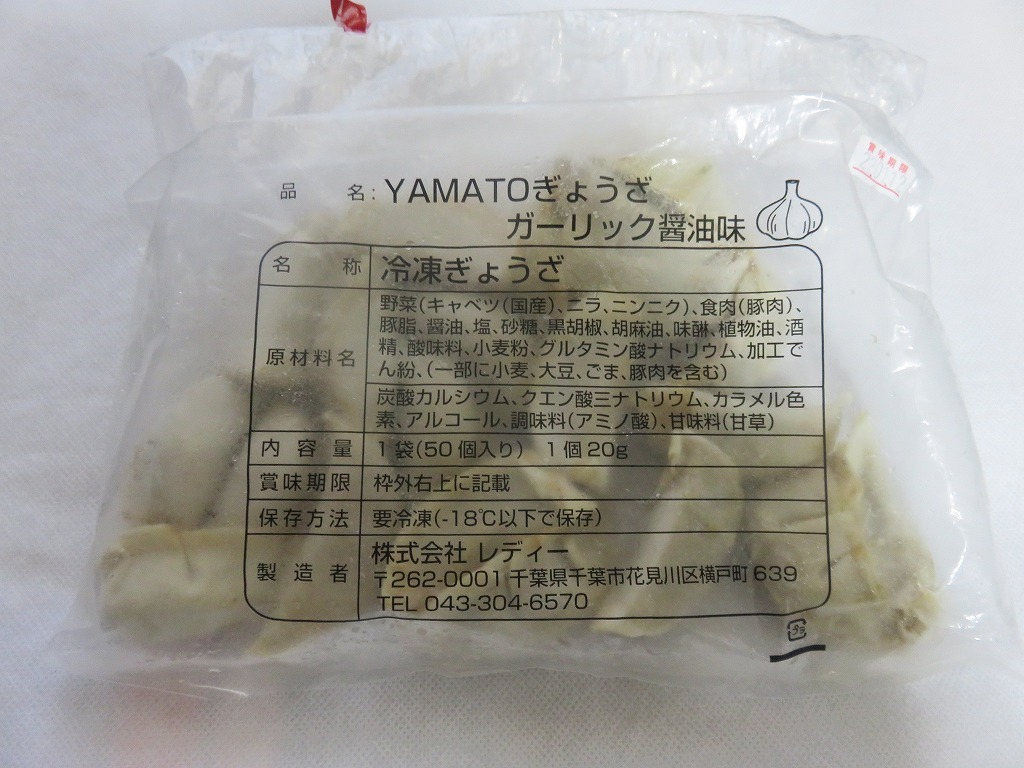 賞味期限
品名：YAMATOぎょうざ
ガーリック醤油味
名称 冷凍ぎょうざ
原材料名 野菜（キャベツ（国産）、ニラ、ニンニク）、食肉（豚肉）、
豚脂、醤油、塩、砂糖、黒胡椒、胡麻油、味醂、植物油、酒
精、酸味料、小麦粉、グルタミン酸ナトリウム、加工で
ん粉、（一部に小麦、大豆、ごま、豚肉を含む）
炭酸カルシウム、クエン酸三ナトリウム、カラメル色
素、アルコール、調味料（アミノ酸）、甘味料（甘草）
内容量 1袋（50個入り） 1個20g
賞味期限 枠外右上に記載
保存方法 要冷凍（-18℃以下で保存）
製造者 株式会社 レディー
〒262-0001 千葉県千葉市花見川区横戸町 639
TEL 043-304-6570
プラ